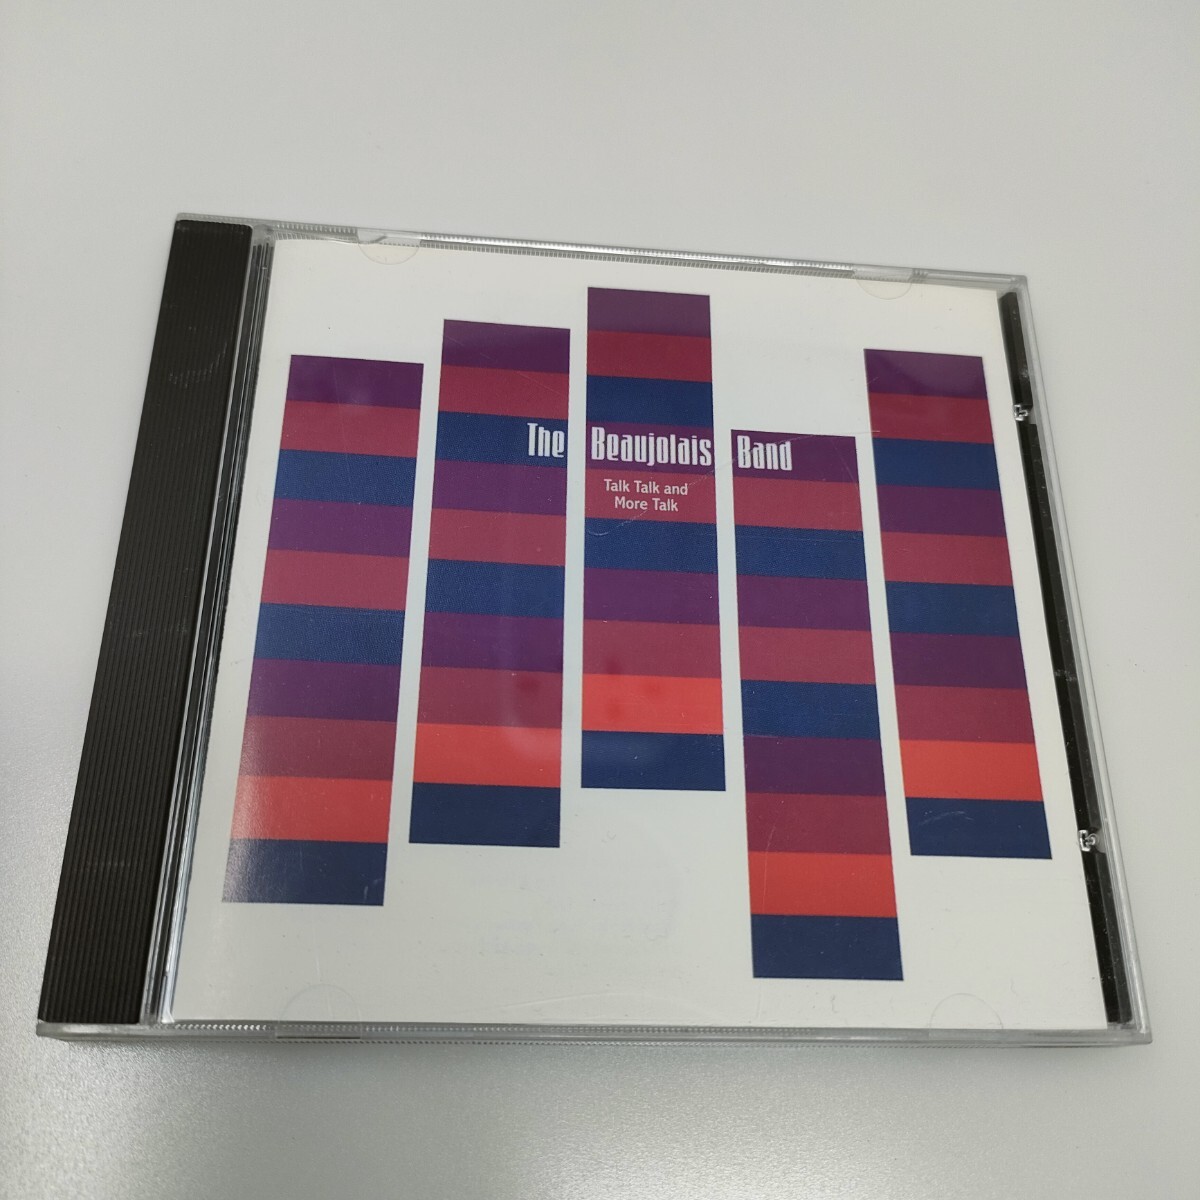 The Beaujolais Band
Talk Talk and
More Talk